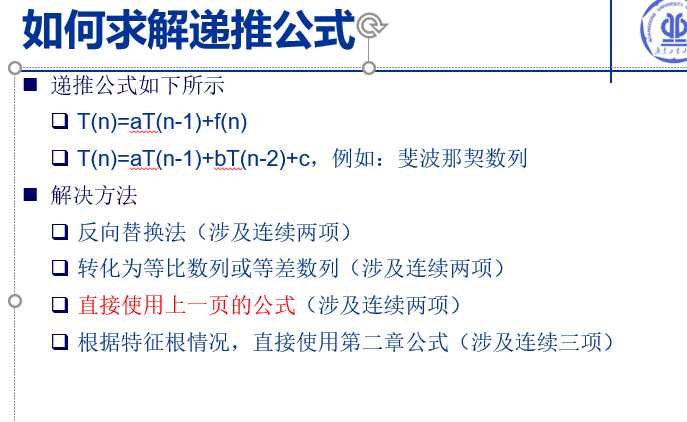 如何求解递推公式
递推公式如下所示
T(n)=aT(n-1)+f(n)
T(n)=aT(n-1)+bT(n-2)+c，例如：斐波那契数列
解决方法
反向替换法（涉及连续两项）
转化为等比数列或等差数列（涉及连续两项）
直接使用上一页的公式（涉及连续两项）
根据特征根情况，直接使用第二章公式（涉及连续三项）